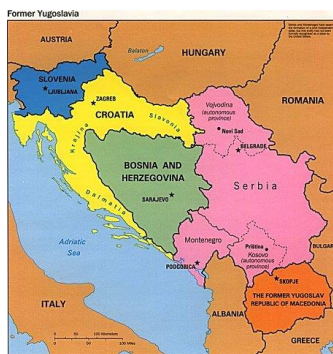 Former Yugoslavia
AUSTRIA
HUNGARY
Balaton
SLOVENIA
LJUBLJANA
ZAGREB
CROATIA
Slavonia
Krajina
Vojvodina
(autonomous
province)
Novi Sad
ROMANIA
BELGRADE
BOSNIA AND
HERZEGOVINA
SARAJEVO
Serbia
Dalmatia
Adriatic
Sea
Montenegro
PODGORICA
Priština
Kosovo
(autonomous
province)
BULGAR
SKOPJE
THE FORMER YUGOSLAV
REPUBLIC OF MACEDONIA
ITALY
ALBANIA
GREECE